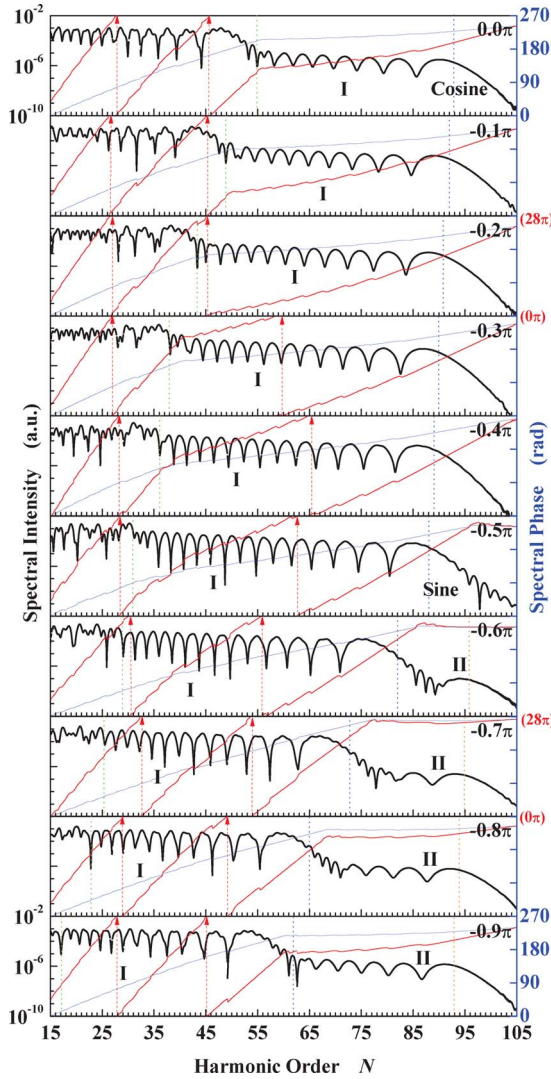 10⁻² 0.0π 270
180
10⁻⁶ I Cosine 90
10⁻¹⁰ 0
-0.1π
I
-0.2π (28π)
I
(0π)
-0.3π
I
Spectral Intensity (a.u.)
Spectral Phase (rad)
-0.4π
I
-0.5π
I Sine
-0.6π
I II
-0.7π (28π)
I II
(0π)
-0.8π
I II
10⁻² 270
-0.9π
180
10⁻⁶ I II 90
10⁻¹⁰ 0
15 25 35 45 55 65 75 85 95 105
Harmonic Order N